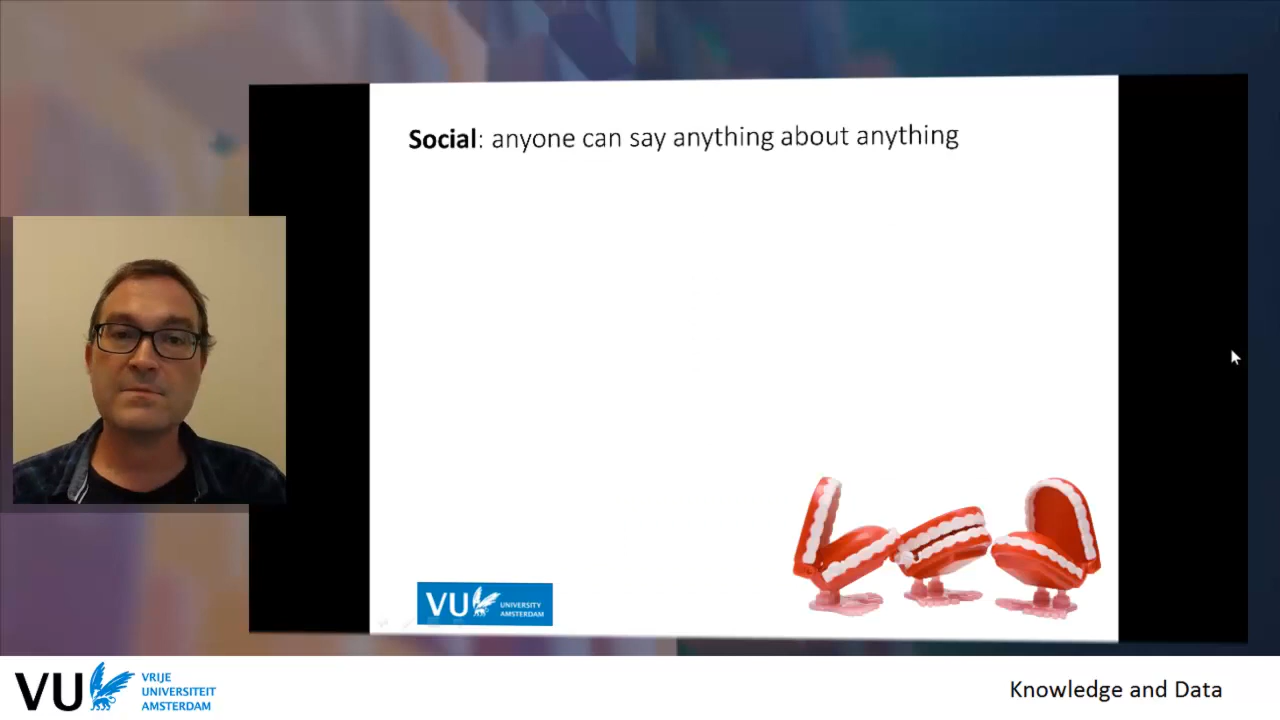 Social: anyone can say anything about anything
VU
UNIVERSITY
AMSTERDAM
VU
VRIJE
UNIVERSITEIT
AMSTERDAM
Knowledge and Data